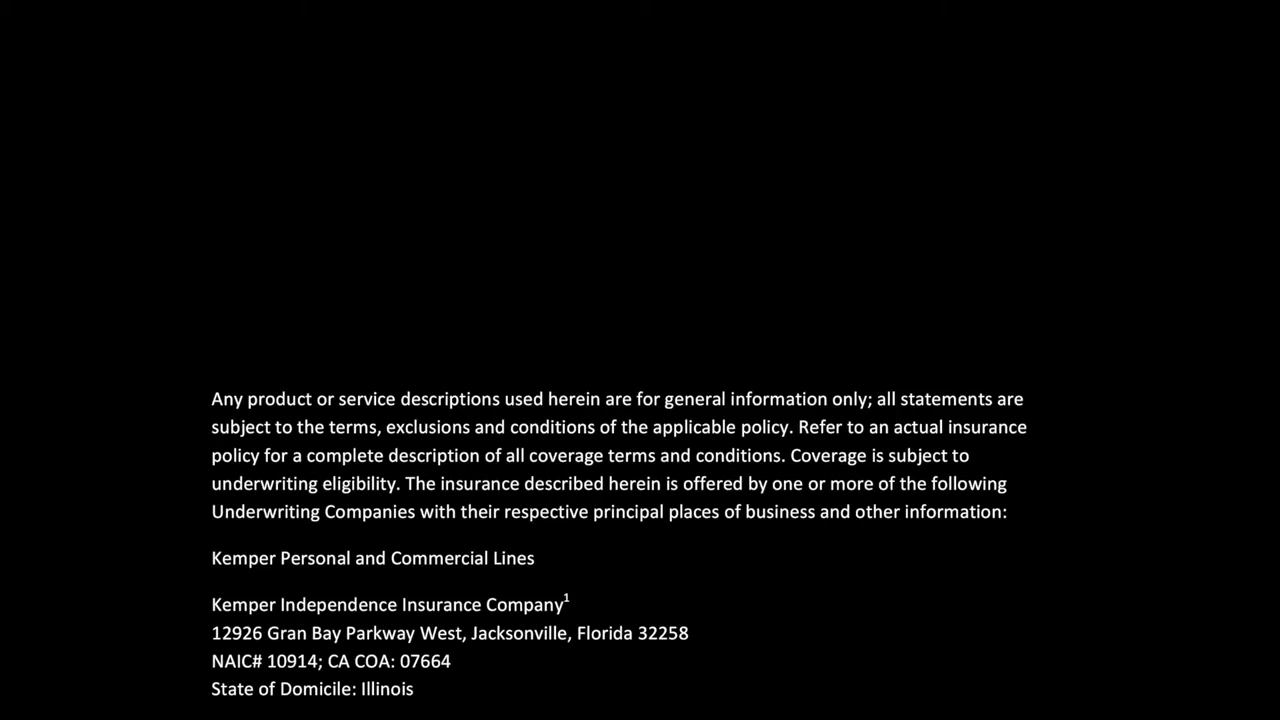 Any product or service descriptions used herein are for general information only; all statements are
subject to the terms, exclusions and conditions of the applicable policy. Refer to an actual insurance
policy for a complete description of all coverage terms and conditions. Coverage is subject to
underwriting eligibility. The insurance described herein is offered by one or more of the following
Underwriting Companies with their respective principal places of business and other information:
Kemper Personal and Commercial Lines
Kemper Independence Insurance Company¹
12926 Gran Bay Parkway West, Jacksonville, Florida 32258
NAIC# 10914; CA COA: 07664
State of Domicile: Illinois